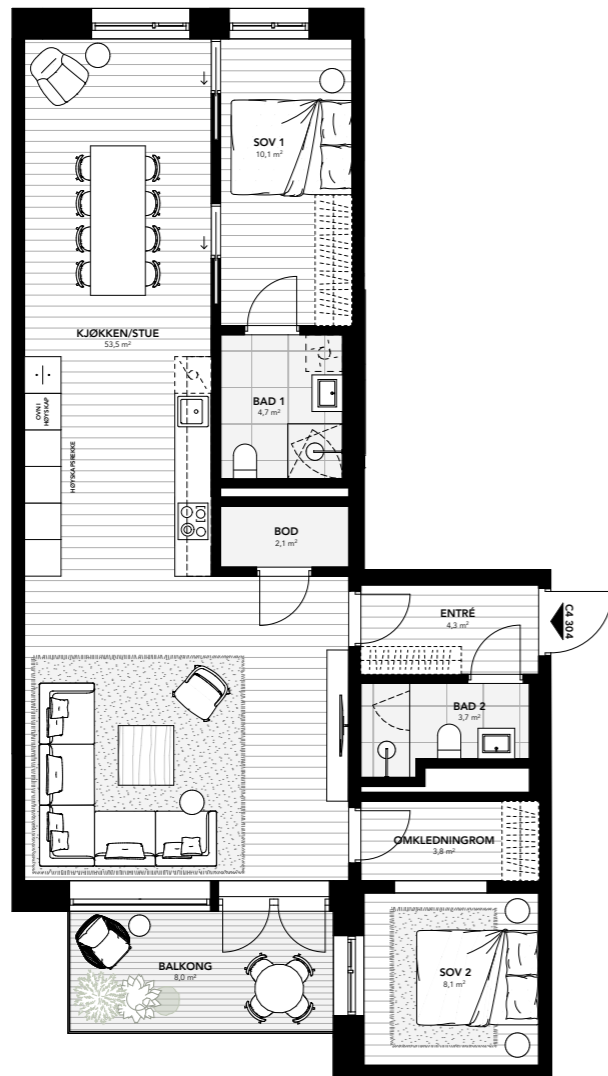 SOV 1
10,1 m²
KJØKKEN/STUE
53,5 m²
OVN I
HØYSKAP
HØYSKAPSREKKE
BAD 1
4,7 m²
BOD
2,1 m²
ENTRÉ
4,3 m²
C4 304
BAD 2
3,7 m²
OMKLEDNINGROM
3,8 m²
BALKONG
8,0 m²
SOV 2
8,1 m²